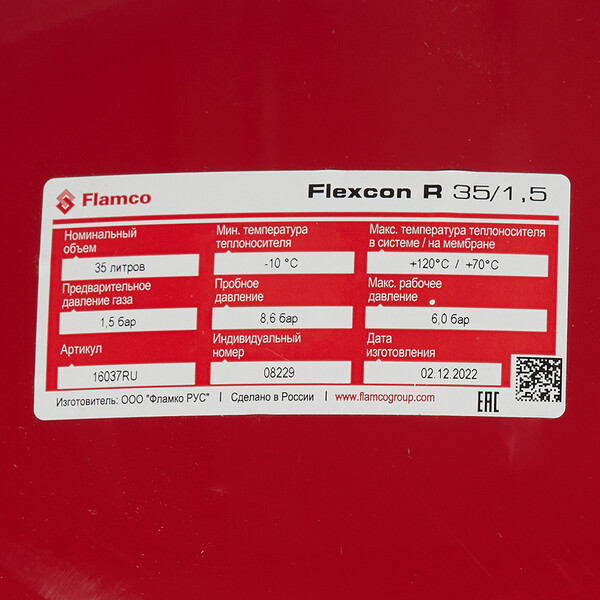 Flamco
Flexcon R 35/1,5
Номинальный
объем
35 литров
Мин. температура
теплоносителя
-10 °C
Макс. температура теплоносителя
в системе / на мембране
+120°C / +70°C
Предварительное
давление газа
1,5 бар
Пробное
давление
8,6 бар
Макс. рабочее
давление
6,0 бар
Артикул
16037RU
Индивидуальный
номер
08229
Дата
изготовления
02.12.2022
Изготовитель: ООО "Фламко РУС" | Сделано в России | www.flamcogroup.com
EAC